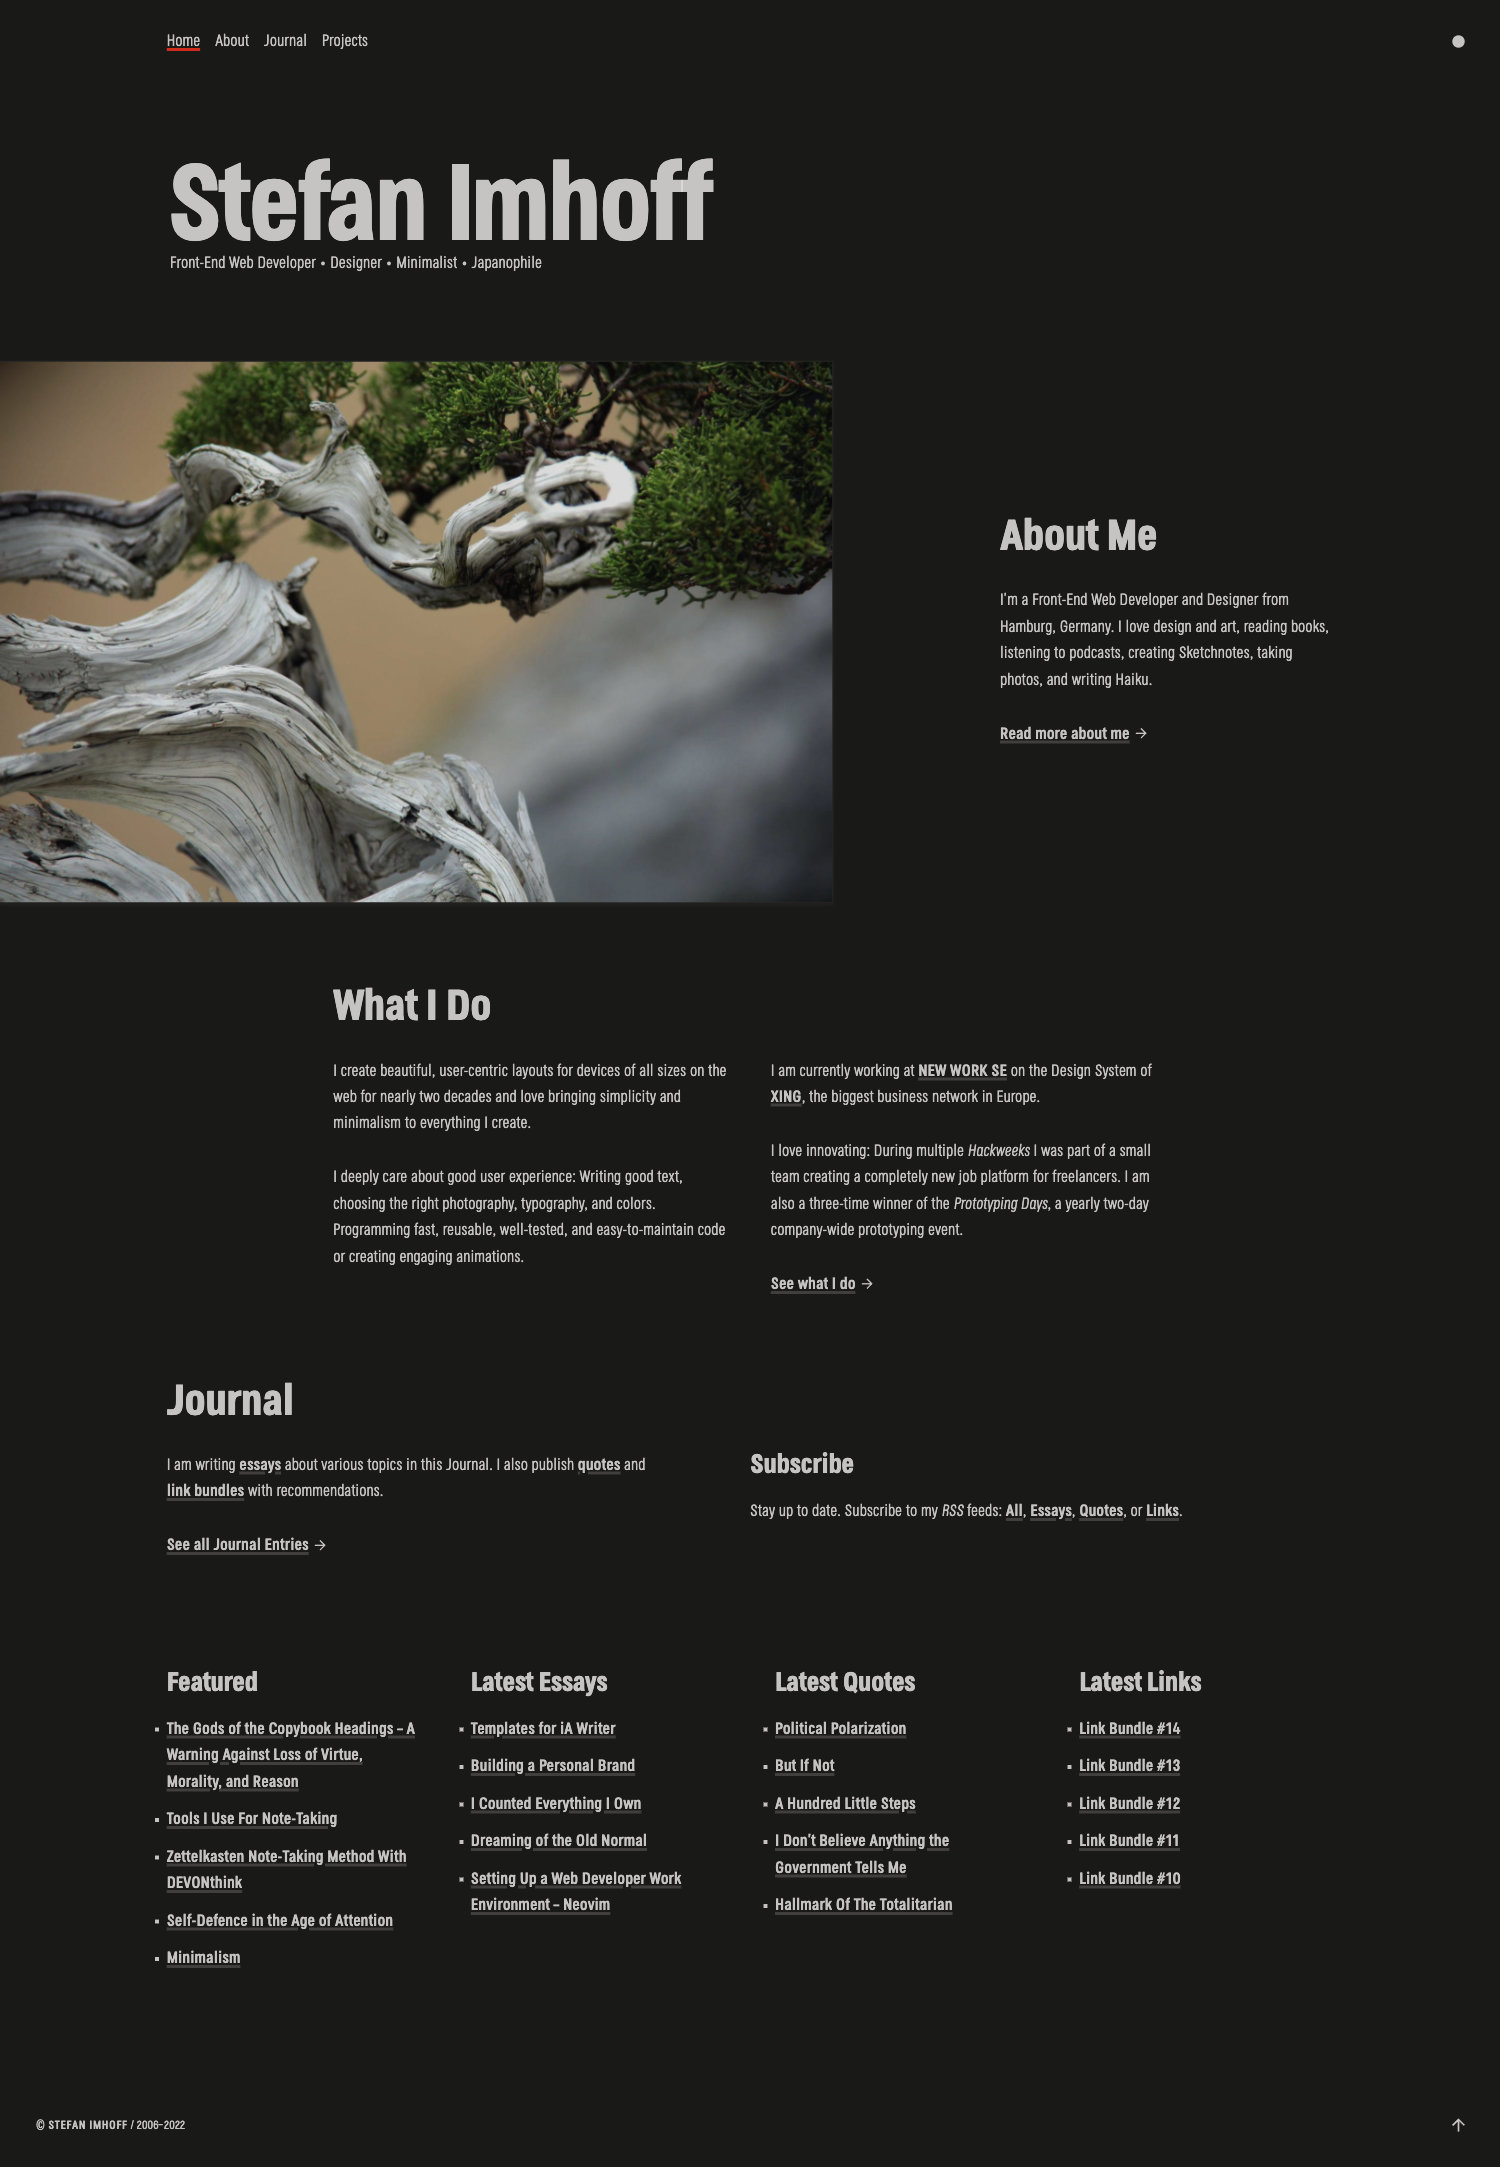 Home About Journal Projects
Stefan Imhoff
Front-End Web Developer • Designer • Minimalist • Japanophile
About Me
I'm a Front-End Web Developer and Designer from
Hamburg, Germany. I love design and art, reading books,
listening to podcasts, creating Sketchnotes, taking
photos, and writing Haiku.
Read more about me →
What I Do
I create beautiful, user-centric layouts for devices of all sizes on the
web for nearly two decades and love bringing simplicity and
minimalism to everything I create.
I deeply care about good user experience: Writing good text,
choosing the right photography, typography, and colors.
Programming fast, reusable, well-tested, and easy-to-maintain code
or creating engaging animations.
I am currently working at NEW WORK SE on the Design System of
XING, the biggest business network in Europe.
I love innovating: During multiple Hackweeks I was part of a small
team creating a completely new job platform for freelancers. I am
also a three-time winner of the Prototyping Days, a yearly two-day
company-wide prototyping event.
See what I do →
Journal
I am writing essays about various topics in this Journal. I also publish quotes and
link bundles with recommendations.
See all Journal Entries →
Subscribe
Stay up to date. Subscribe to my RSS feeds: All, Essays, Quotes, or Links.
Featured
▪ The Gods of the Copybook Headings – A
Warning Against Loss of Virtue,
Morality, and Reason
▪ Tools I Use For Note-Taking
▪ Zettelkasten Note-Taking Method With
DEVONthink
▪ Self-Defence in the Age of Attention
▪ Minimalism
Latest Essays
▪ Templates for iA Writer
▪ Building a Personal Brand
▪ I Counted Everything I Own
▪ Dreaming of the Old Normal
▪ Setting Up a Web Developer Work
Environment – Neovim
Latest Quotes
▪ Political Polarization
▪ But If Not
▪ A Hundred Little Steps
▪ I Don't Believe Anything the
Government Tells Me
▪ Hallmark Of The Totalitarian
Latest Links
▪ Link Bundle #14
▪ Link Bundle #13
▪ Link Bundle #12
▪ Link Bundle #11
▪ Link Bundle #10
© STEFAN IMHOFF / 2006–2022